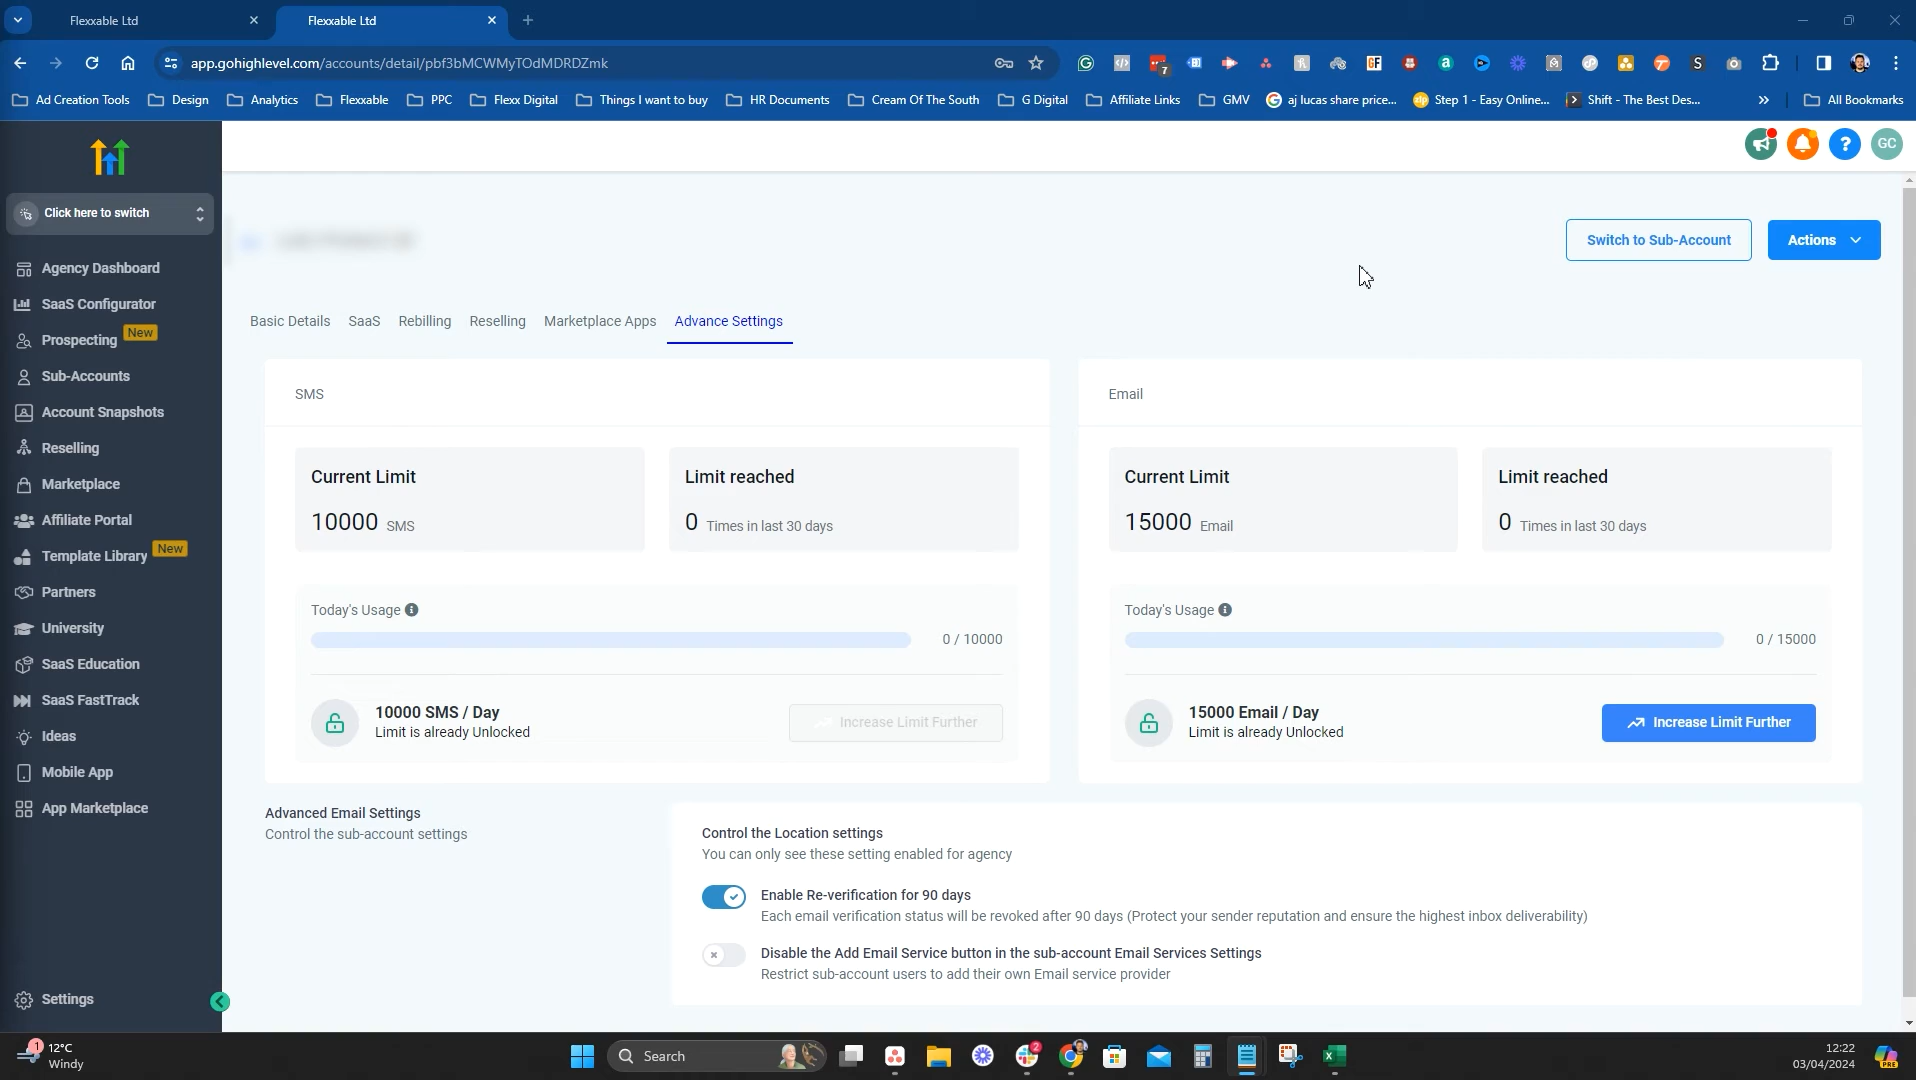 Flexxable Ltd
Flexxable Ltd
app.gohighlevel.com/accounts/detail/pbf3bMCWMyTOdMDRDZmk
Ad Creation Tools
Design
Analytics
Flexxable
PPC
Flexx Digital
Things I want to buy
HR Documents
Cream Of The South
G Digital
Affiliate Links
GMV
aj lucas share price...
Step 1 - Easy Online...
Shift - The Best Des...
All Bookmarks
GC
Click here to switch
Switch to Sub-Account
Actions
Agency Dashboard
SaaS Configurator
Prospecting New
Sub-Accounts
Account Snapshots
Reselling
Marketplace
Affiliate Portal
Template Library New
Partners
University
SaaS Education
SaaS FastTrack
Ideas
Mobile App
App Marketplace
Settings
Basic Details SaaS Rebilling Reselling Marketplace Apps Advance Settings
SMS
Current Limit
10000 SMS
Limit reached
0 Times in last 30 days
Today's Usage
0 / 10000
10000 SMS / Day
Limit is already Unlocked
Increase Limit Further
Email
Current Limit
15000 Email
Limit reached
0 Times in last 30 days
Today's Usage
0 / 15000
15000 Email / Day
Limit is already Unlocked
Increase Limit Further
Advanced Email Settings
Control the sub-account settings
Control the Location settings
You can only see these setting enabled for agency
Enable Re-verification for 90 days
Each email verification status will be revoked after 90 days (Protect your sender reputation and ensure the highest inbox deliverability)
Disable the Add Email Service button in the sub-account Email Services Settings
Restrict sub-account users to add their own Email service provider
1
12°C
Windy
Search
2
12:22
03/04/2024